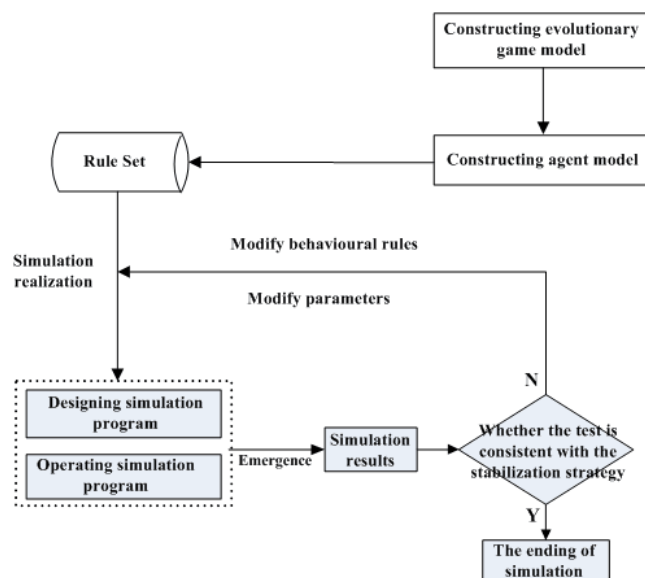 Constructing evolutionary
game model
Rule Set
Constructing agent model
Simulation
realization
Modify behavioural rules
Modify parameters
N
Designing simulation
program
Operating simulation
program
Emergence
Simulation
results
Whether the test is
consistent with the
stabilization strategy
Y
The ending of
simulation